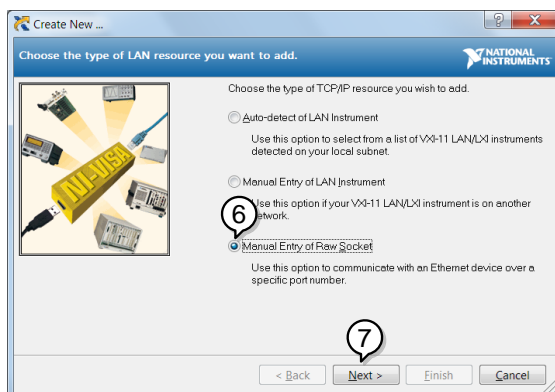 Create New ...
Choose the type of LAN resource you want to add.
NATIONAL
INSTRUMENTS
Choose the type of TCP/IP resource you wish to add.
Auto-detect of LAN Instrument
Use this option to select from a list of VXI-11 LAN/LXI instruments
detected on your local subnet.
Manual Entry of LAN Instrument
Use this option if your VXI-11 LAN/LXI instrument is on another
network.
6
Manual Entry of Raw Socket
Use this option to communicate with an Ethernet device over a
specific port number.
NI-VISA
7
< Back
Next >
Finish
Cancel